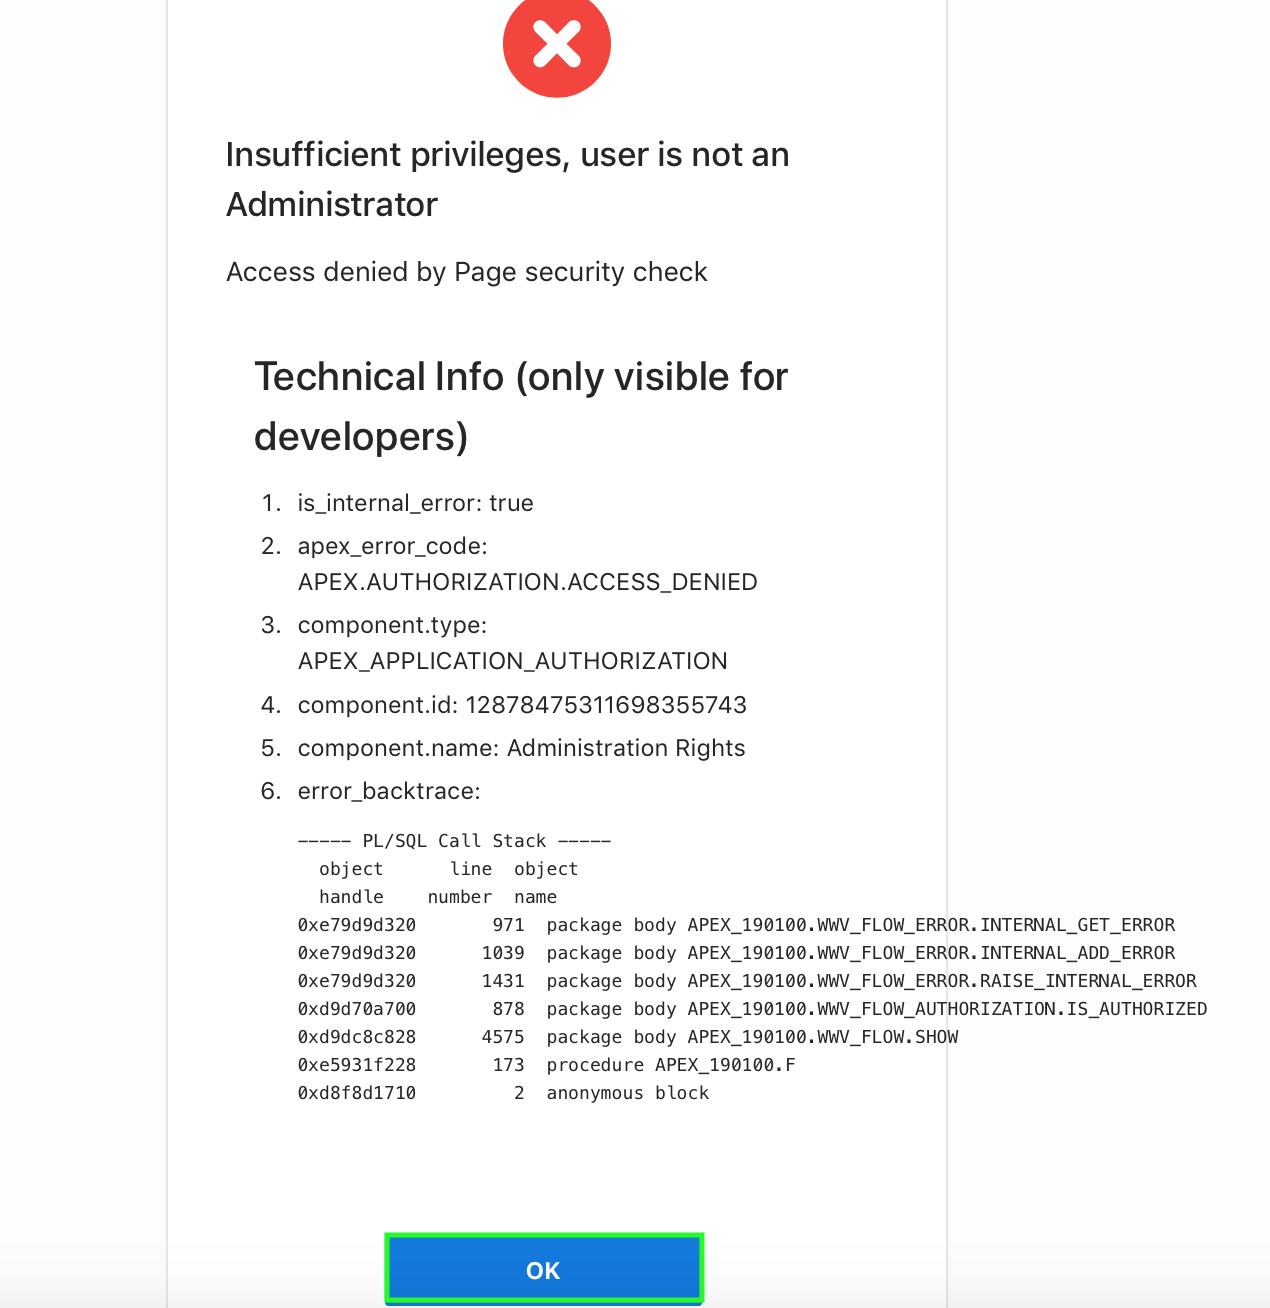 Insufficient privileges, user is not an
Administrator
Access denied by Page security check
Technical Info (only visible for
developers)
1. is_internal_error: true
2. apex_error_code:
APEX.AUTHORIZATION.ACCESS_DENIED
3. component.type:
APEX_APPLICATION_AUTHORIZATION
4. component.id: 12878475311698355743
5. component.name: Administration Rights
6. error_backtrace:
----- PL/SQL Call Stack -----
  object      line  object
  handle    number  name
0xe79d9d320       971  package body APEX_190100.WWV_FLOW_ERROR.INTERNAL_GET_ERROR
0xe79d9d320      1039  package body APEX_190100.WWV_FLOW_ERROR.INTERNAL_ADD_ERROR
0xe79d9d320      1431  package body APEX_190100.WWV_FLOW_ERROR.RAISE_INTERNAL_ERROR
0xd9d70a700       878  package body APEX_190100.WWV_FLOW_AUTHORIZATION.IS_AUTHORIZED
0xd9dc8c828      4575  package body APEX_190100.WWV_FLOW.SHOW
0xe5931f228       173  procedure APEX_190100.F
0xd8f8d1710         2  anonymous block
OK